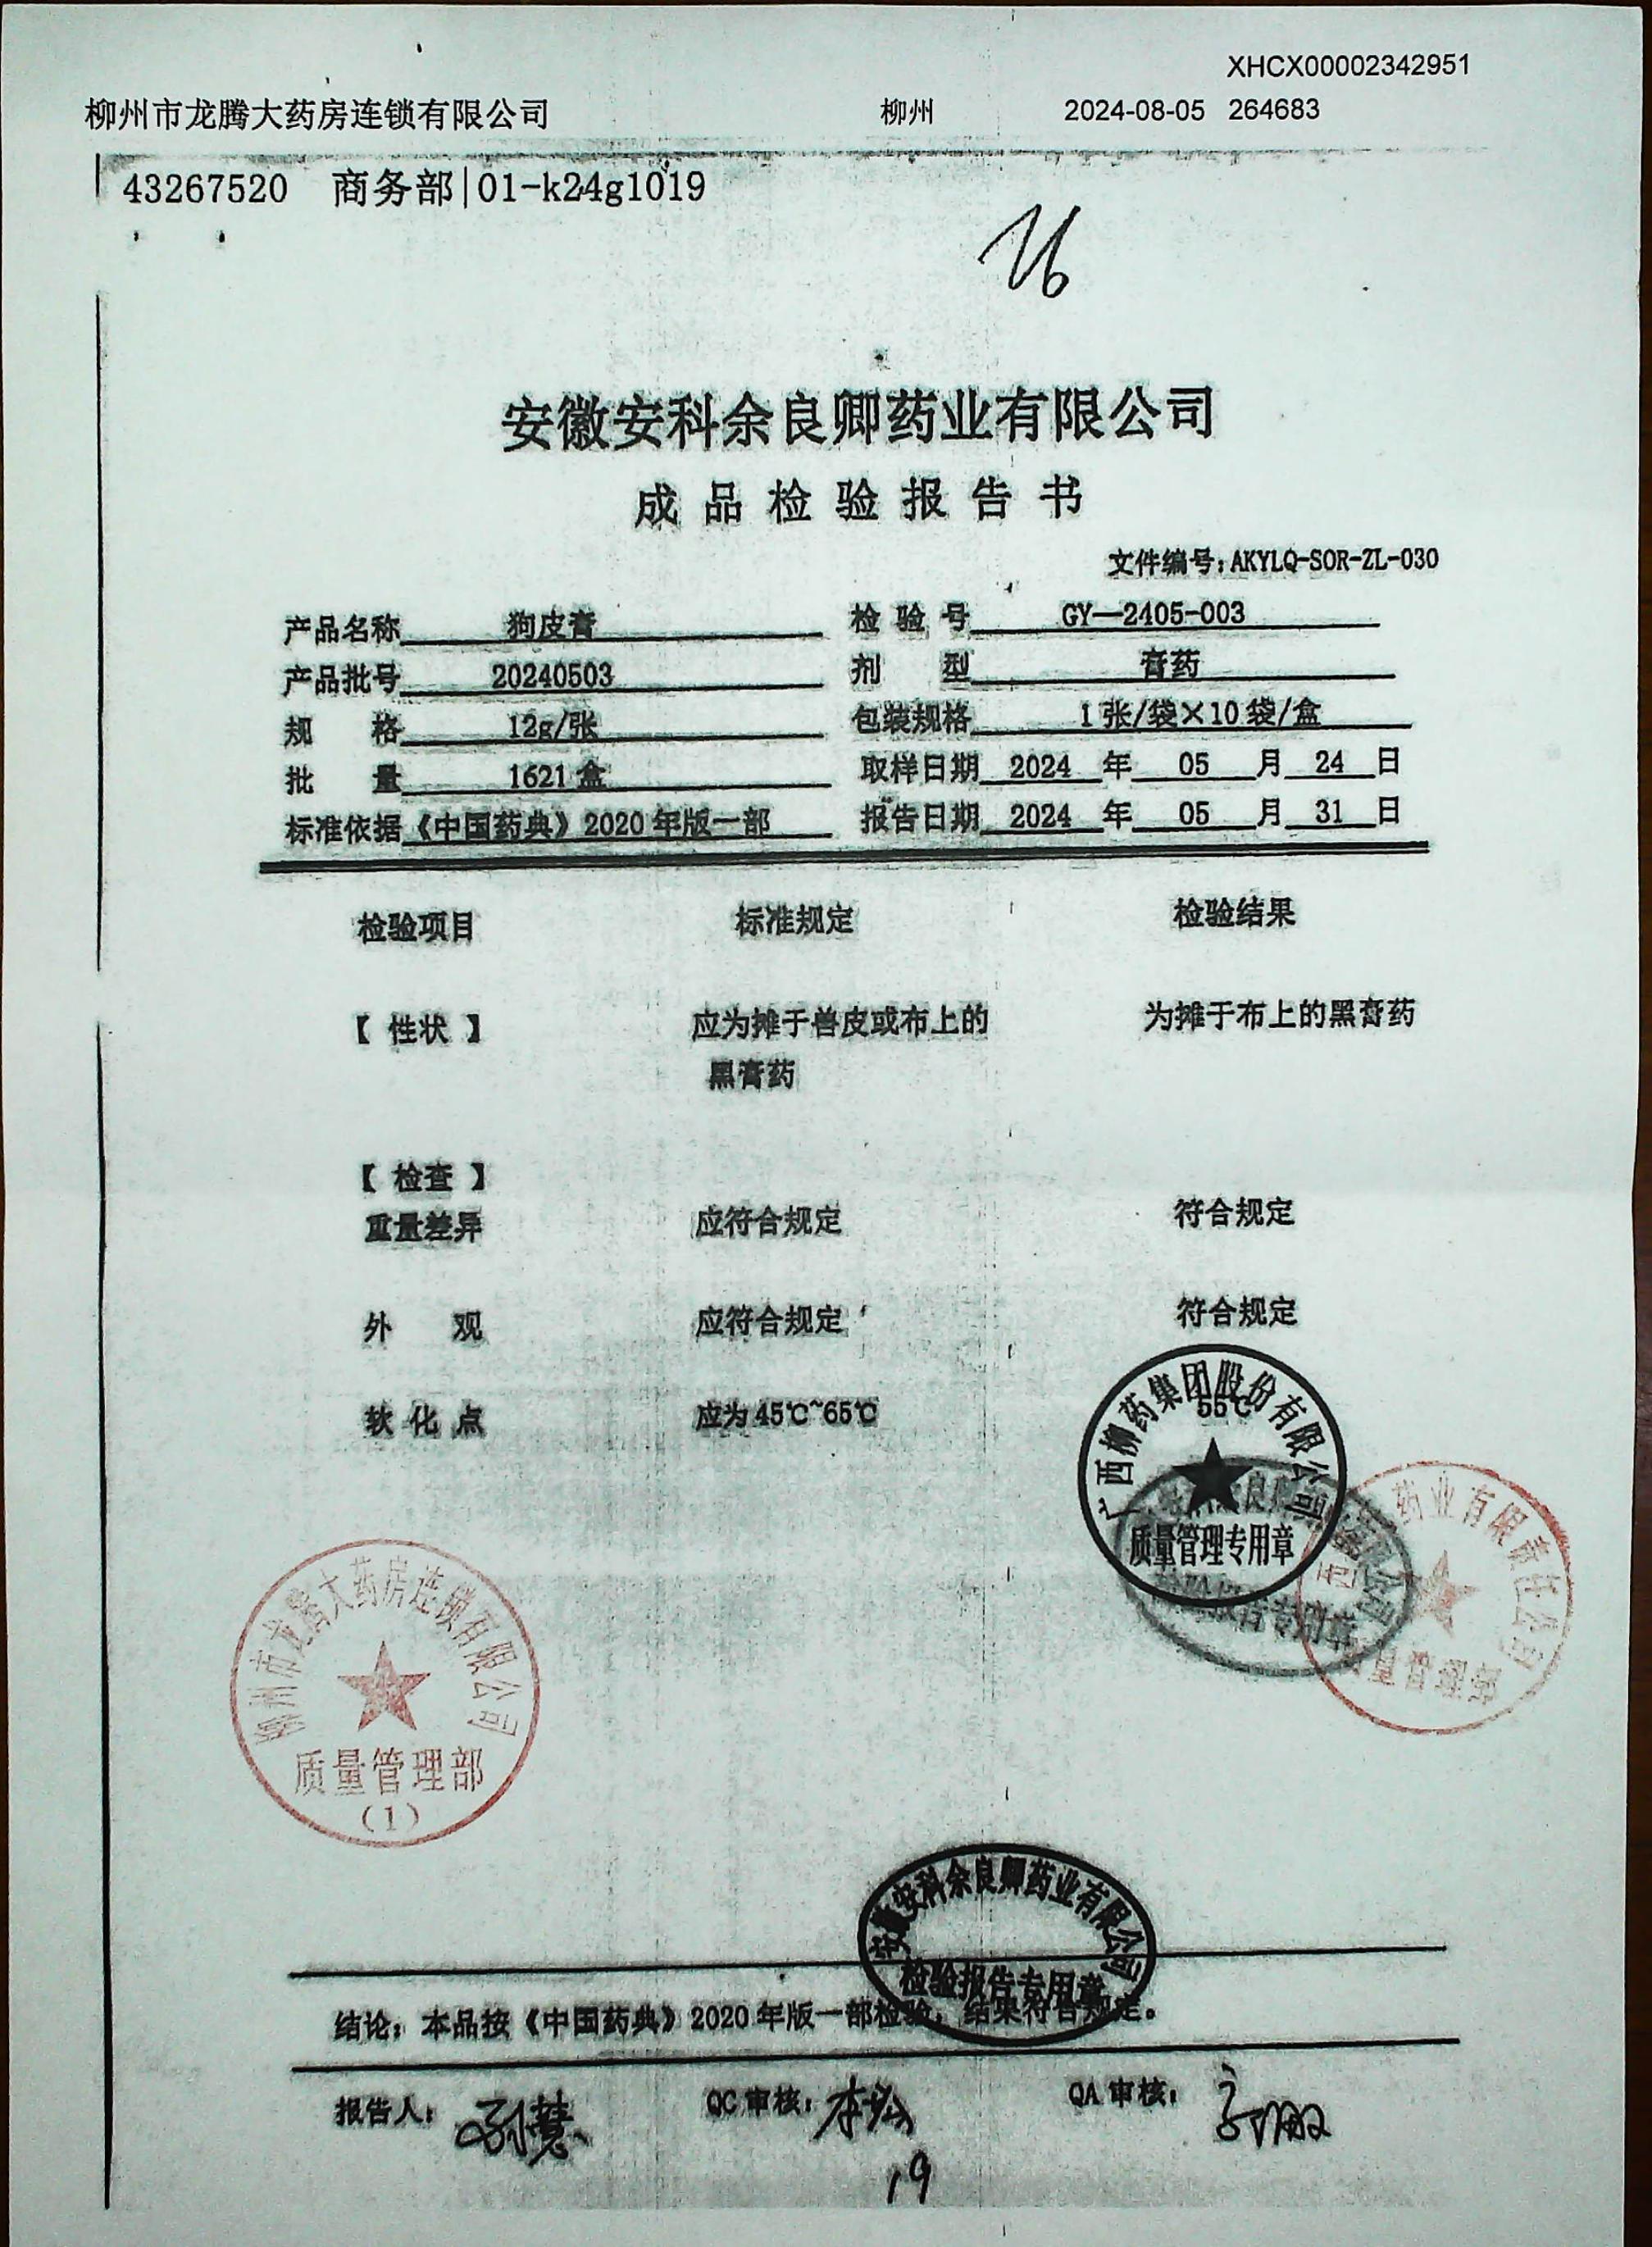 XHCX00002342951
柳州市龙腾大药房连锁有限公司 柳州 2024-08-05 264683
43267520 商务部|01-k24g1019
安徽安科余良卿药业有限公司
成品检验报告书
文件编号：AKYLQ-SOR-ZL-030
产品名称 狗皮膏 检验号 GY—2405-003
产品批号 20240503 剂型 膏药
规格 12g/张 包装规格 1张/袋×10袋/盒
批量 1621盒 取样日期 2024 年 05 月 24 日
标准依据《中国药典》2020年版一部 报告日期 2024 年 05 月 31 日
检验项目 标准规定 检验结果
【性状】 应为摊于兽皮或布上的 为摊于布上的黑膏药
黑膏药
【检查】
重量差异 应符合规定 符合规定
外观 应符合规定 符合规定
软化点 应为45℃~65℃ 55℃
广西柳药集团股份有限公司
质量管理专用章
药业有限责任公司
柳州市龙腾大药房连锁有限公司
质量管理部
(1)
安徽安科余良卿药业有限公司
检验报告专用章
结论：本品按《中国药典》2020年版一部检验，结果符合规定。
报告人： QC审核： QA审核：
19